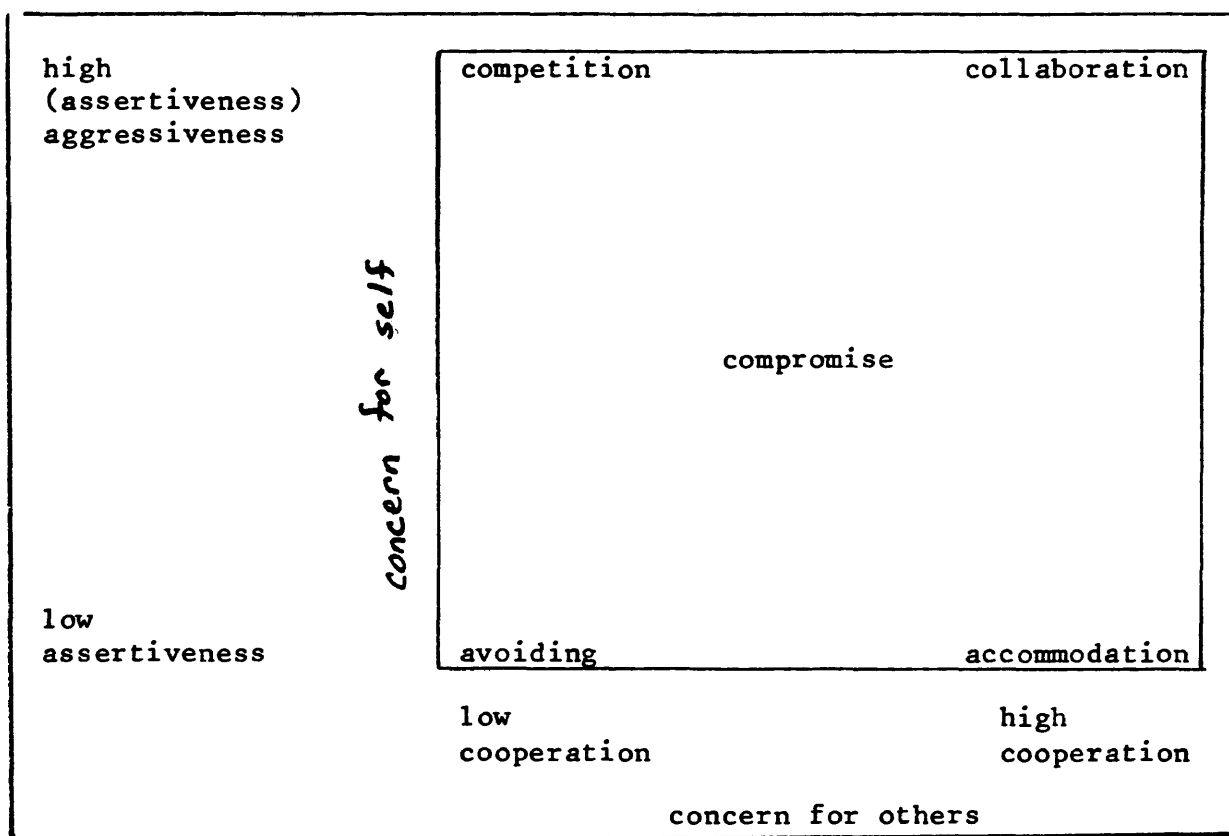 high
(assertiveness)
aggressiveness
competition
collaboration
concern for self
compromise
low
assertiveness
avoiding
accommodation
low
cooperation
high
cooperation
concern for others